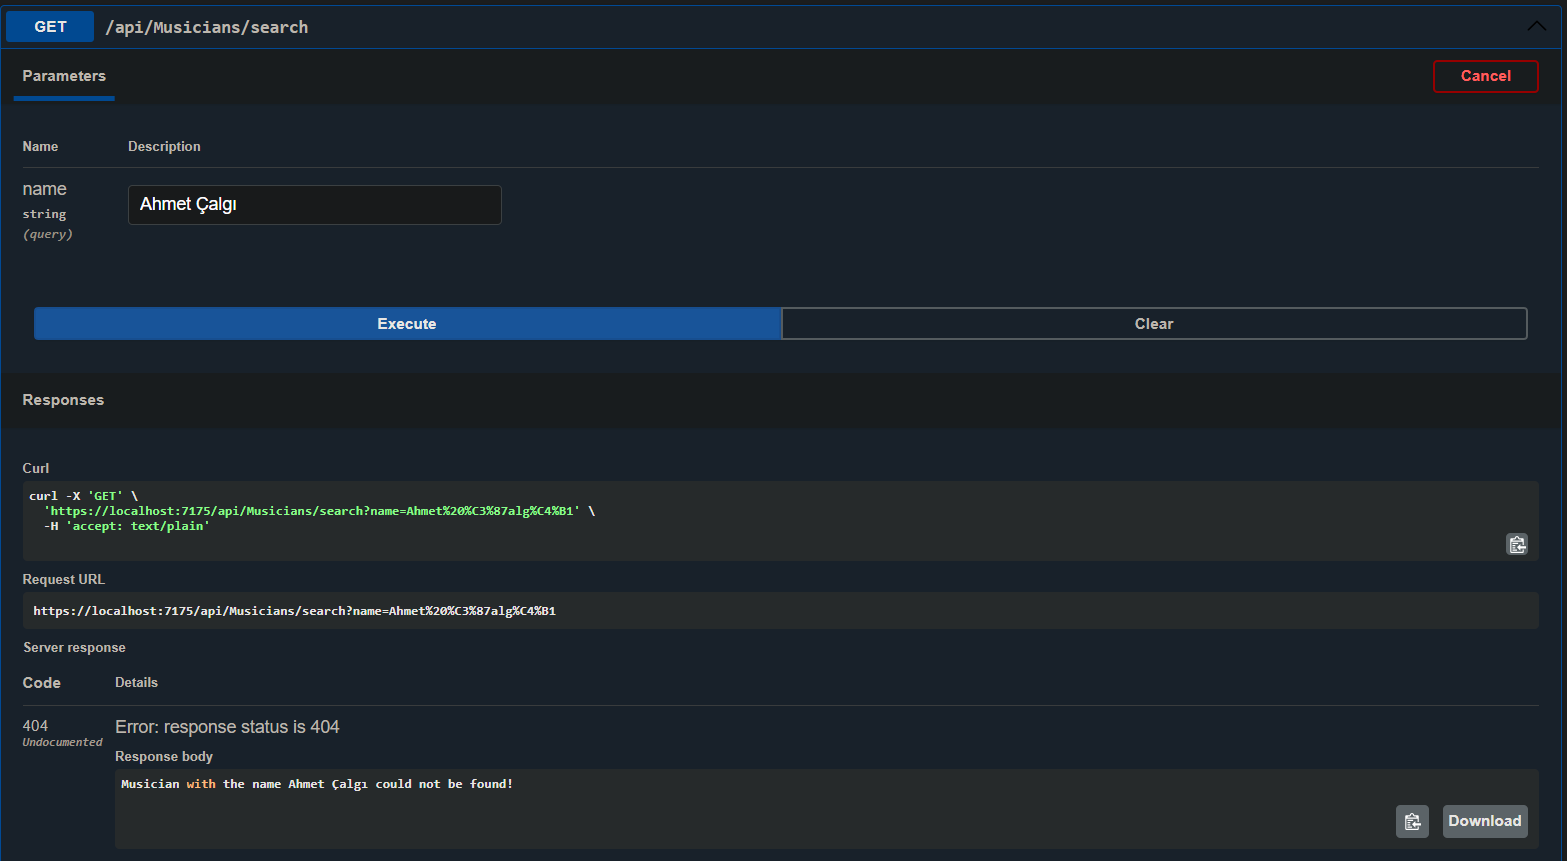 GET /api/Musicians/search
Parameters
Cancel
Name Description
name
string
(query)
Ahmet Çalgı
Execute Clear
Responses
Curl
curl -X 'GET' \
'https://localhost:7175/api/Musicians/search?name=Ahmet%20%C3%87alg%C4%B1' \
-H 'accept: text/plain'
Request URL
https://localhost:7175/api/Musicians/search?name=Ahmet%20%C3%87alg%C4%B1
Server response
Code Details
404
Undocumented
Error: response status is 404
Response body
Musician with the name Ahmet Çalgı could not be found!
Download